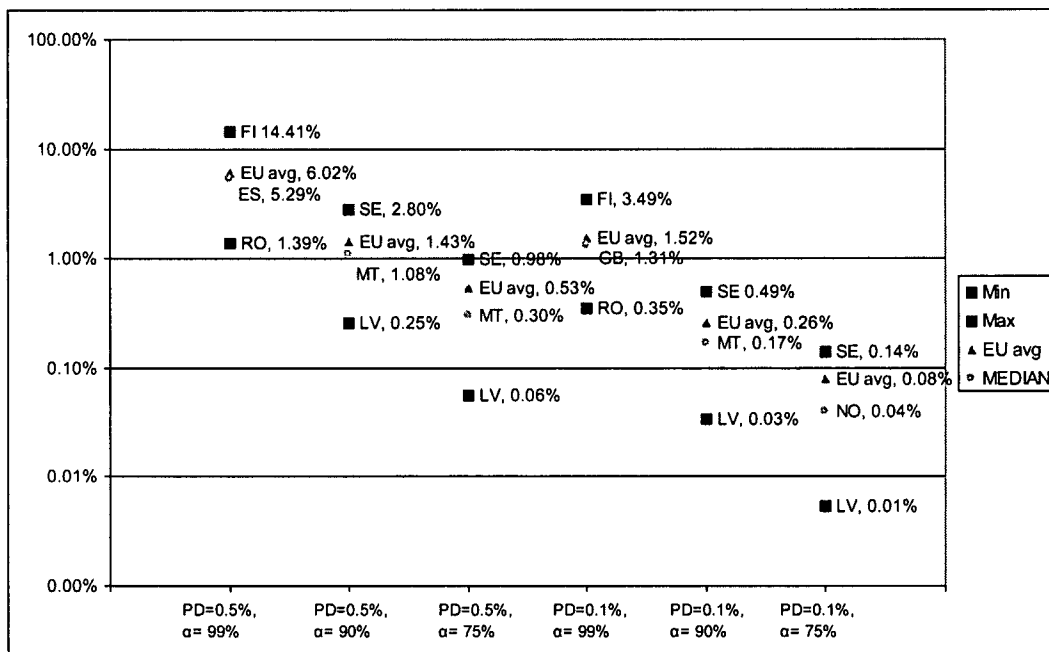 100.00%
10.00%
1.00%
0.10%
0.01%
0.00%
FI 14.41%
EU avg, 6.02%
ES, 5.29%
RO, 1.39%
SE, 2.80%
EU avg, 1.43%
MT, 1.08%
LV, 0.25%
SE, 0.98%
EU avg, 0.53%
MT, 0.30%
LV, 0.06%
FI, 3.49%
EU avg, 1.52%
GB, 1.31%
RO, 0.35%
SE 0.49%
EU avg, 0.26%
MT, 0.17%
LV, 0.03%
SE, 0.14%
EU avg, 0.08%
NO, 0.04%
LV, 0.01%
PD=0.5%,
α= 99%
PD=0.5%,
α= 90%
PD=0.5%,
α= 75%
PD=0.1%,
α= 99%
PD=0.1%,
α= 90%
PD=0.1%,
α= 75%
Min
Max
EU avg
MEDIAN